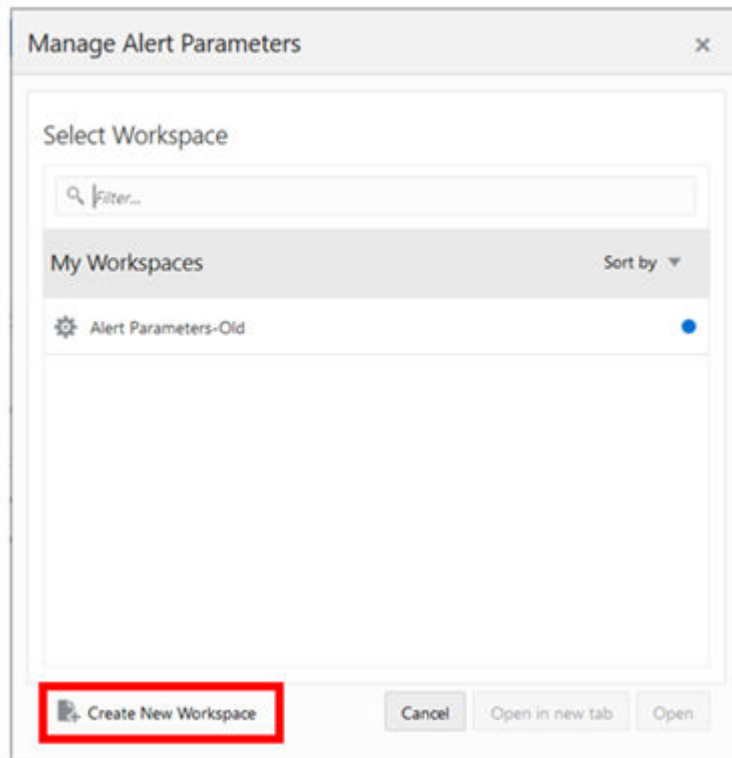 Manage Alert Parameters
Select Workspace
Filter...
My Workspaces Sort by
Alert Parameters-Old
Create New Workspace Cancel Open in new tab Open